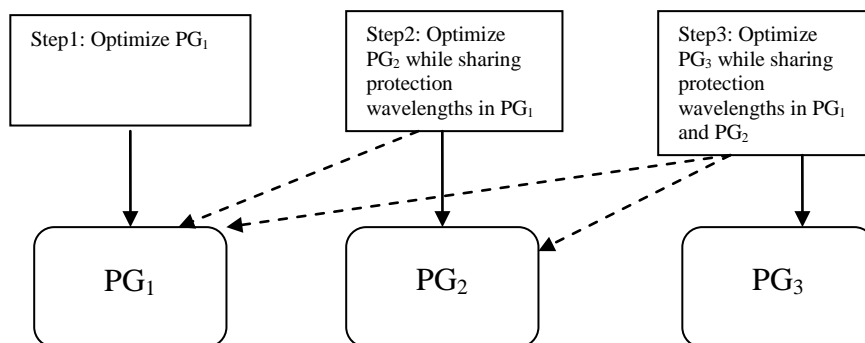 Step1: Optimize PG₁
Step2: Optimize
PG₂ while sharing
protection
wavelengths in PG₁
Step3: Optimize
PG₃ while sharing
protection
wavelengths in PG₁
and PG₂
PG₁
PG₂
PG₃